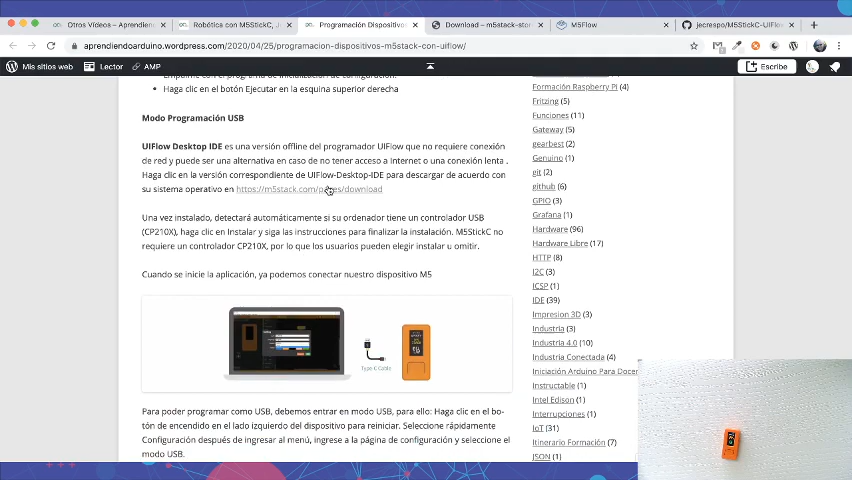 Otros Vídeos – Aprendien
Robótica con M5StickC, J
Programación Dispositivo
Download – m5stack-stor
M5Flow
jecrespo/M5StickC-UIFlo
aprendiendoarduino.wordpress.com/2020/04/25/programacion-dispositivos-m5stack-con-uiflow/
Mis sitios web
Lector
AMP
Escribe
Haga clic en el botón Ejecutar en la esquina superior derecha
Modo Programación USB
UIFlow Desktop IDE es una versión offline del programador UIFlow que no requiere conexión
de red y puede ser una alternativa en caso de no tener acceso a Internet o una conexión lenta .
Haga clic en la versión correspondiente de UIFlow-Desktop-IDE para descargar de acuerdo con
su sistema operativo en https://m5stack.com/pages/download
Una vez instalado, detectará automáticamente si su ordenador tiene un controlador USB
(CP210X), haga clic en Instalar y siga las instrucciones para finalizar la instalación. M5StickC no
requiere un controlador CP210X, por lo que los usuarios pueden elegir instalar u omitir.
Cuando se inicie la aplicación, ya podemos conectar nuestro dispositivo M5
Type-C Cable
Para poder programar como USB, debemos entrar en modo USB, para ello: Haga clic en el bo-
tón de encendido en el lado izquierdo del dispositivo para reiniciar. Seleccione rápidamente
Configuración después de ingresar al menú, ingrese a la página de configuración y seleccione el
modo USB.
Formación Raspberry Pi (4)
Fritzing (5)
Funciones (11)
Gateway (5)
gearbest (2)
Genuino (1)
git (2)
github (6)
GPIO (3)
Grafana (1)
Hardware (96)
Hardware Libre (17)
HTTP (8)
I2C (3)
ICSP (1)
IDE (39)
Impresion 3D (3)
Industria (3)
Industria 4.0 (10)
Industria Conectada (4)
Iniciación Arduino Para Docen
Instructable (1)
Intel Edison (1)
Interrupciones (1)
IoT (31)
Itinerario Formación (7)
JSON (1)